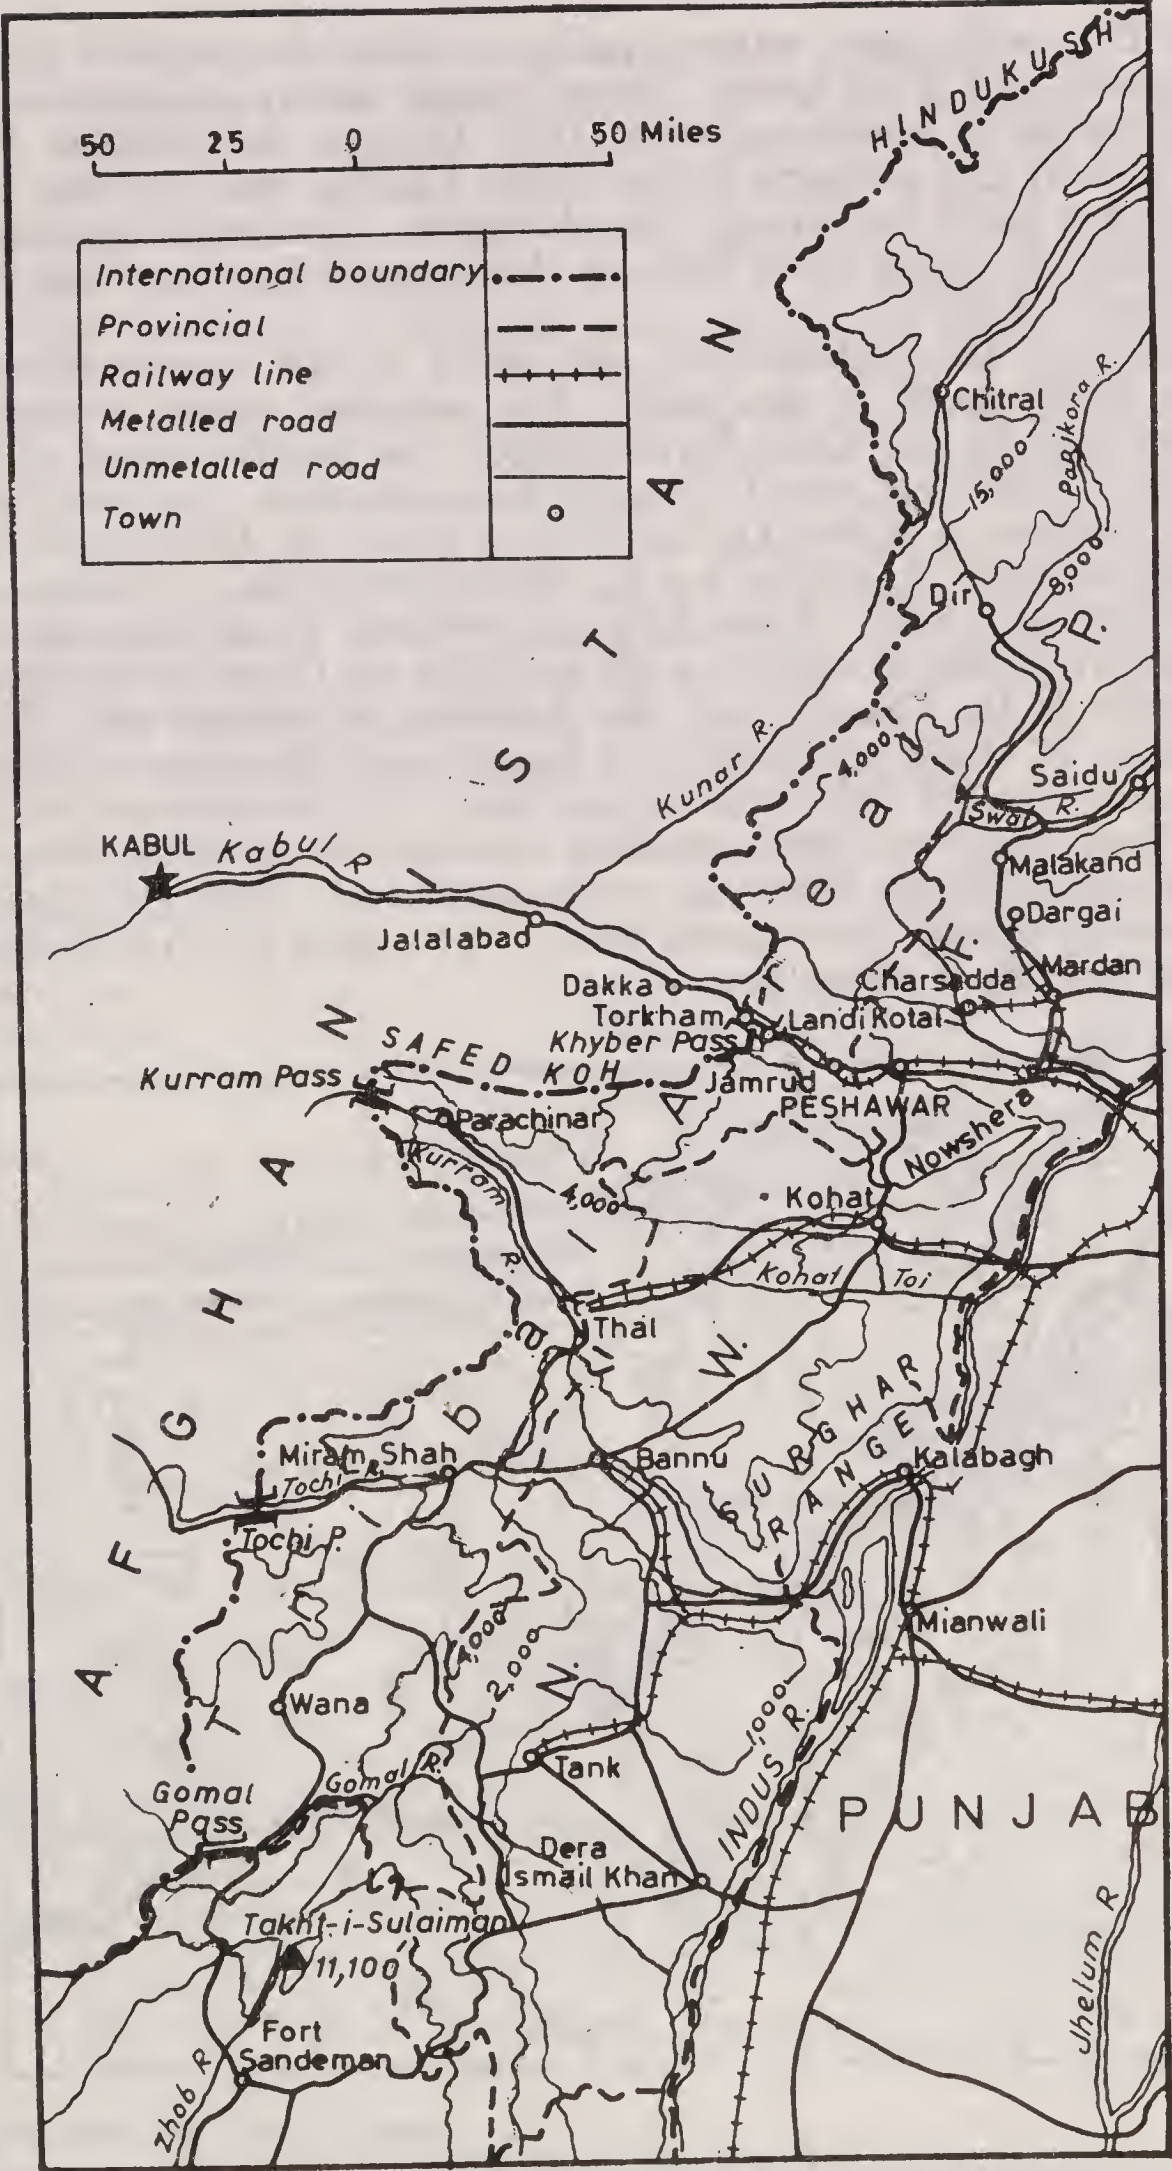 HINDUKUSH
50 25 0 50 Miles
International boundary
Provincial
Railway line
Metalled road
Unmetalled road
Town
AFGHANISTAN
Chitral
15,000
Panjkora R.
8,000
Dir
N. W. F. P.
Tribal Area
4,000
Kunar R.
Saidu
Swat R.
KABUL
Kabul R
Malakand
Dargai
Jalalabad
Mardan
Charsadda
Dakka
Torkham
Landi Kotal
Khyber Pass
SAFED KOH
Kurram Pass
Jamrud
PESHAWAR
Parachinar
Nowshera
Kurram R.
4,000
Kohat
Kohat Toi
Thal
SURGHAR RANGE
Miram Shah
Bannu
Kalabagh
Tochi R.
Tochi P.
4,000
2,000
Mianwali
Wana
1,000
INDUS R.
Tank
Gomal R.
Gomal
Pass
PUNJAB
Dera
Ismail Khan
Takht-i-Sulaiman
11,100
Jhelum R
Fort
Sandeman
Zhob R